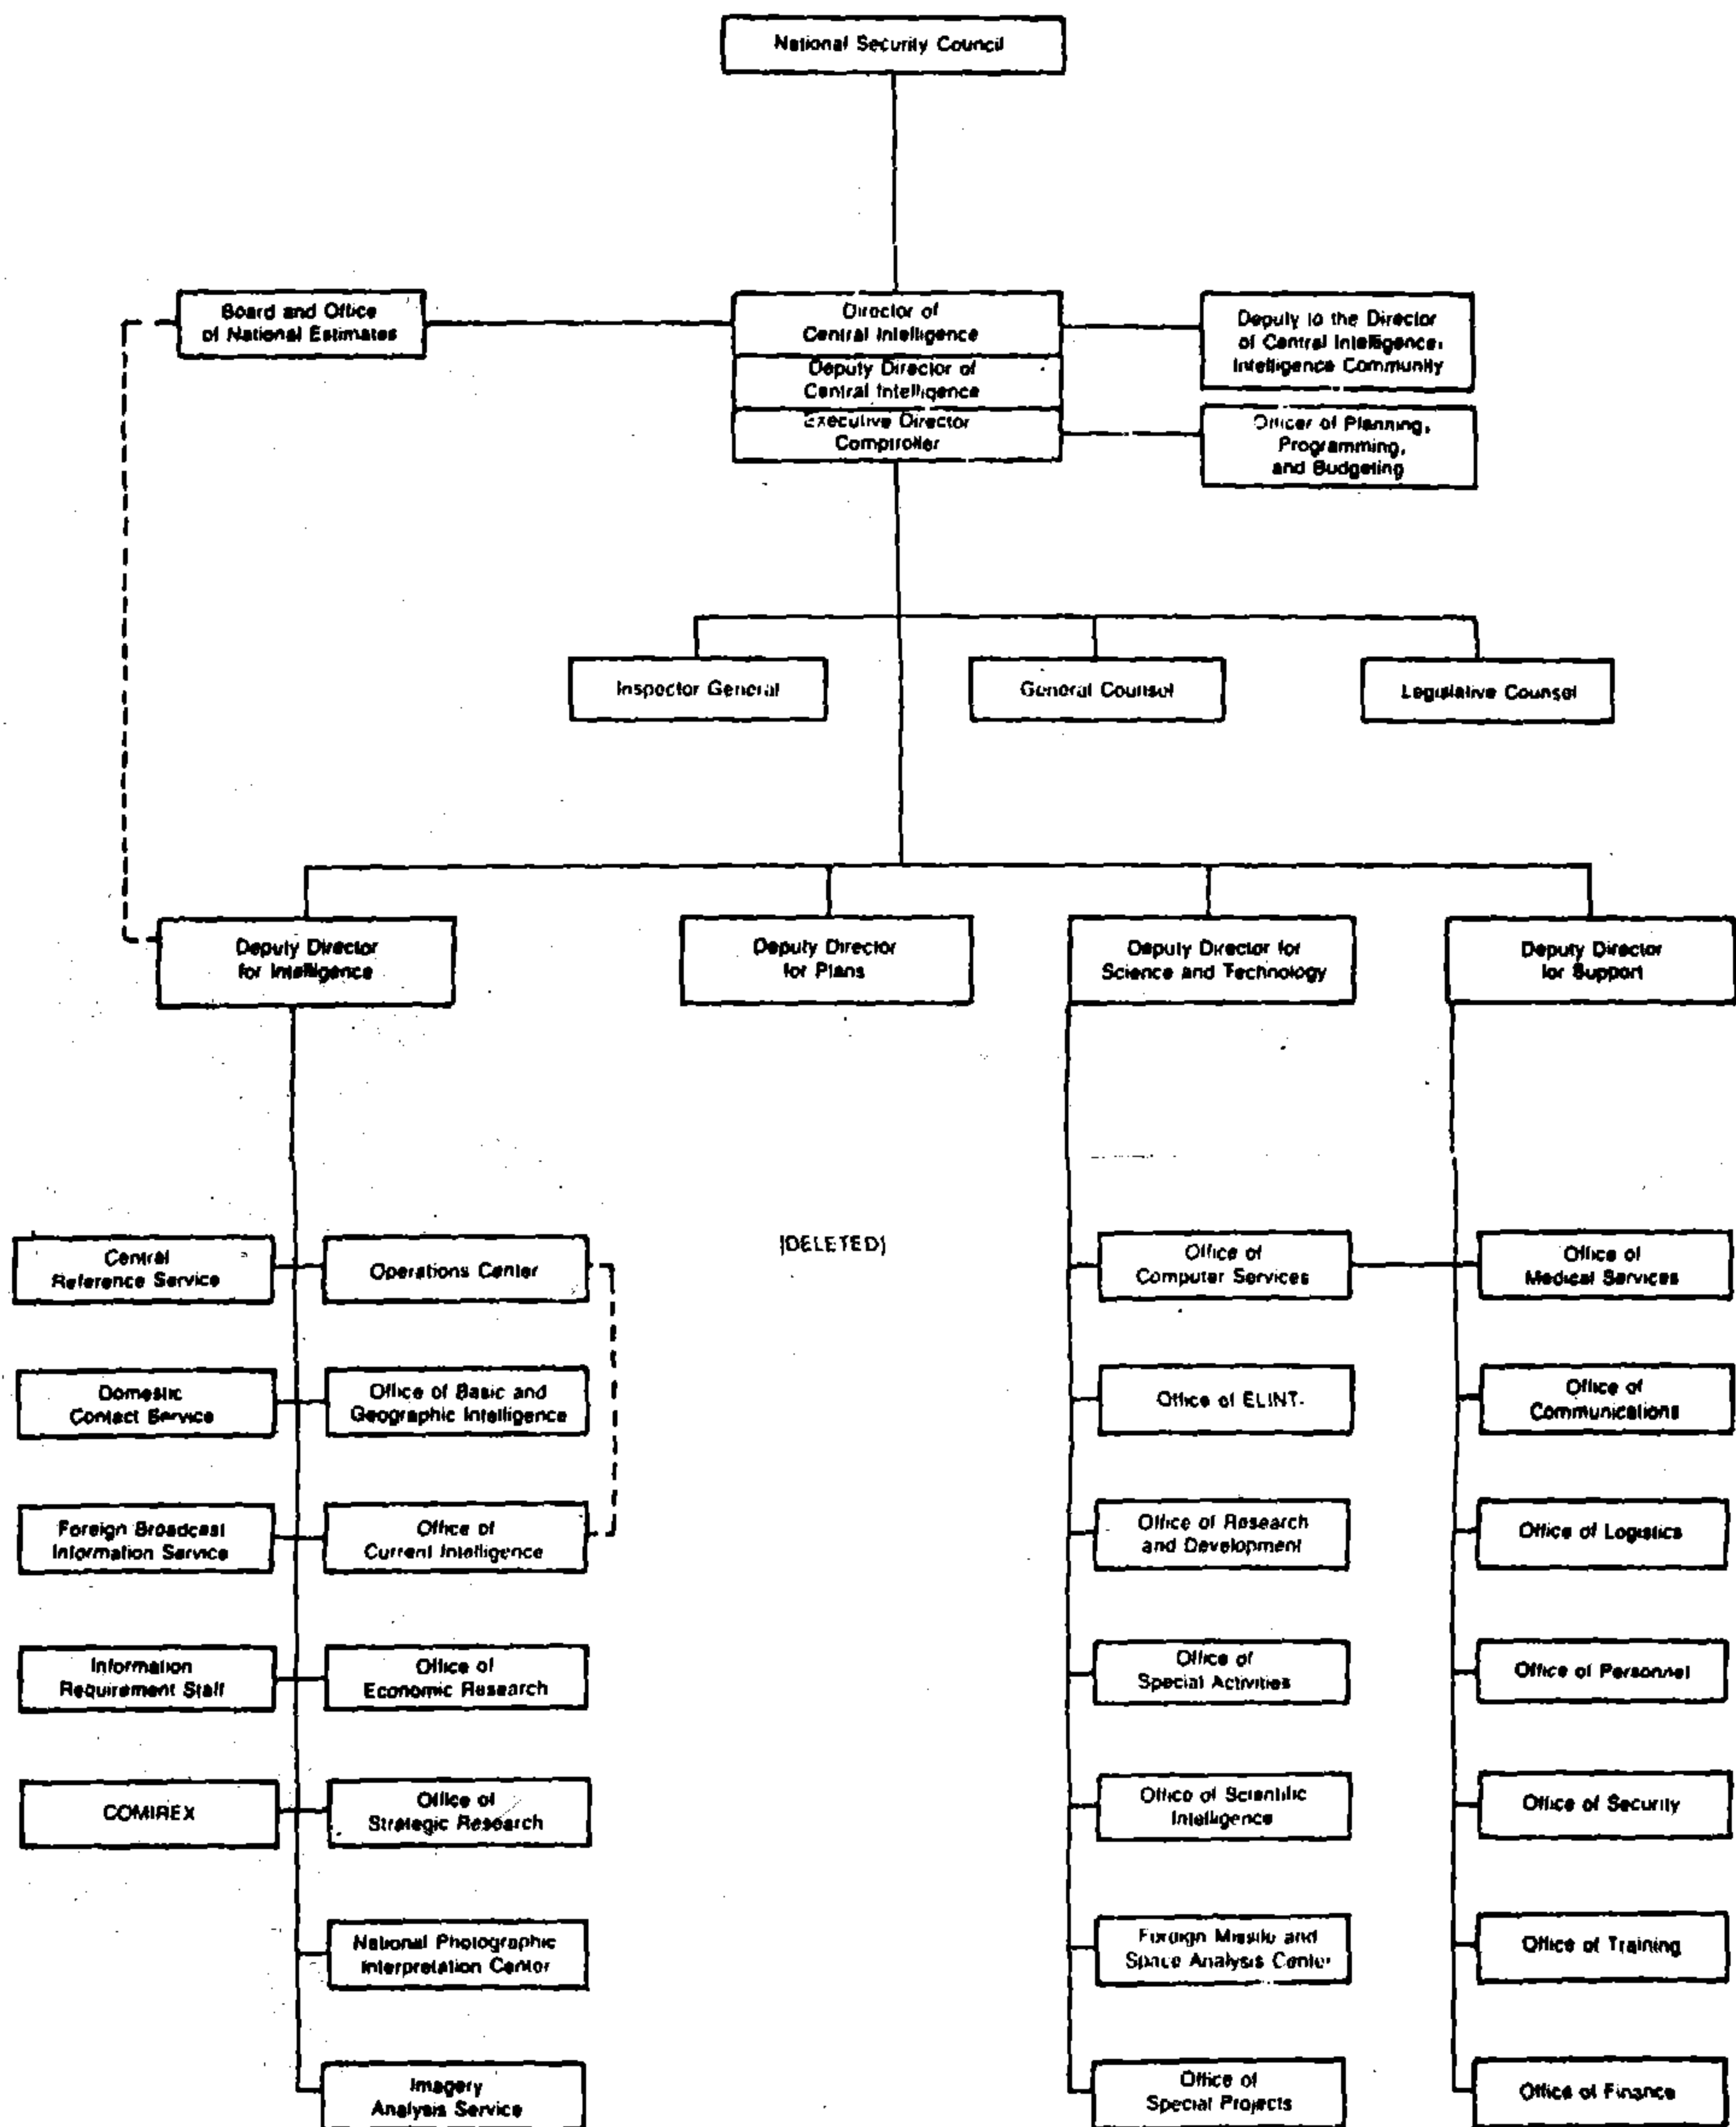 National Security Council
Board and Office
of National Estimates
Director of
Central Intelligence
Deputy Director of
Central Intelligence
Executive Director
Comptroller
Deputy to the Director
of Central Intelligence,
Intelligence Community
Officer of Planning,
Programming,
and Budgeting
Inspector General
General Counsel
Legislative Counsel
Deputy Director
for Intelligence
Deputy Director
for Plans
Deputy Director for
Science and Technology
Deputy Director
for Support
Central
Reference Service
Operations Center
[DELETED]
Office of
Computer Services
Office of
Medical Services
Domestic
Contact Service
Office of Basic and
Geographic Intelligence
Office of ELINT
Office of
Communications
Foreign Broadcast
Information Service
Office of
Current Intelligence
Office of Research
and Development
Office of Logistics
Information
Requirement Staff
Office of
Economic Research
Office of
Special Activities
Office of Personnel
COMIREX
Office of
Strategic Research
Office of Scientific
Intelligence
Office of Security
National Photographic
Interpretation Center
Foreign Missile and
Space Analysis Center
Office of Training
Imagery
Analysis Service
Office of
Special Projects
Office of Finance